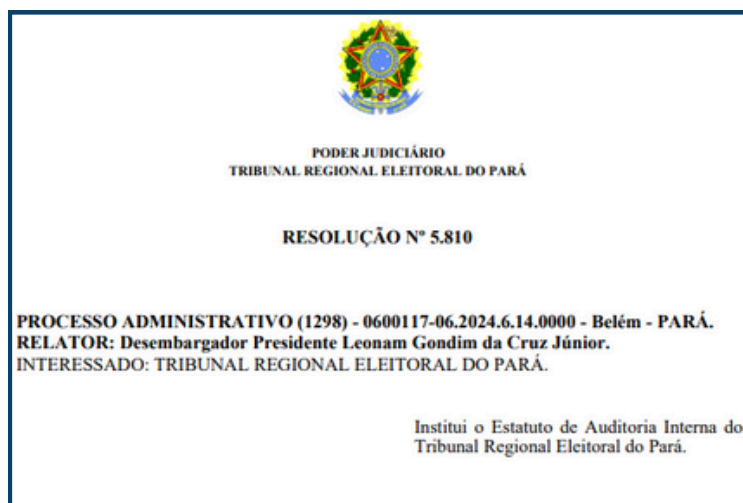 PODER JUDICIÁRIO
TRIBUNAL REGIONAL ELEITORAL DO PARÁ
RESOLUÇÃO Nº 5.810
PROCESSO ADMINISTRATIVO (1298) - 0600117-06.2024.6.14.0000 - Belém - PARÁ.
RELATOR: Desembargador Presidente Leonam Gondim da Cruz Júnior.
INTERESSADO: TRIBUNAL REGIONAL ELEITORAL DO PARÁ.
Institui o Estatuto de Auditoria Interna do
Tribunal Regional Eleitoral do Pará.